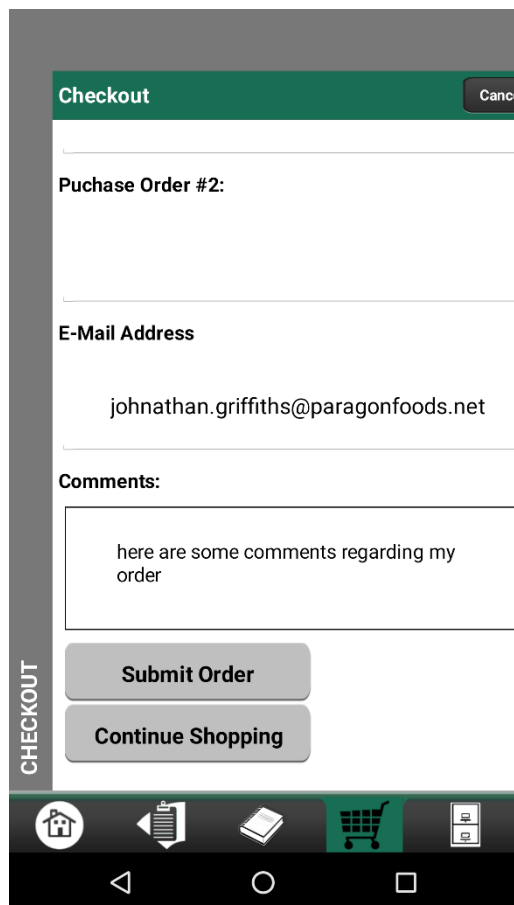 Checkout
Canc
Puchase Order #2:
E-Mail Address
johnathan.griffiths@paragonfoods.net
Comments:
here are some comments regarding my
order
Submit Order
Continue Shopping
CHECKOUT